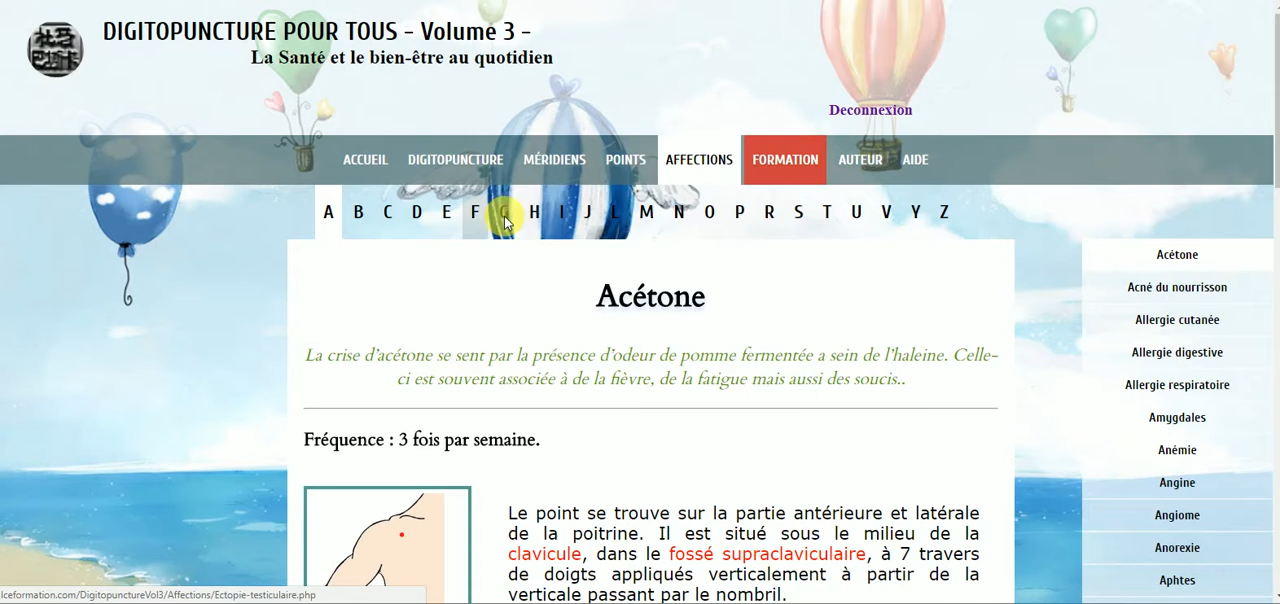 DIGITOPUNCTURE POUR TOUS - Volume 3 -
La Santé et le bien-être au quotidien
Deconnexion
ACCUEIL DIGITOPUNCTURE MÉRIDIENS POINTS AFFECTIONS FORMATION AUTEUR AIDE
A B C D E F G H I J L M N O P R S T U V Y Z
Acétone
La crise d'acétone se sent par la présence d'odeur de pomme fermentée a sein de l'haleine. Celle-
ci est souvent associée à de la fièvre, de la fatigue mais aussi des soucis..
Fréquence : 3 fois par semaine.
Le point se trouve sur la partie antérieure et latérale
de la poitrine. Il est situé sous le milieu de la
clavicule, dans le fossé supraclaviculaire, à 7 travers
de doigts appliqués verticalement à partir de la
verticale passant par le nombril.
Acétone
Acné du nourrisson
Allergie cutanée
Allergie digestive
Allergie respiratoire
Amygdales
Anémie
Angine
Angiome
Anorexie
Aphtes
lceformation.com/DigitopunctureVol3/Affections/Ectopie-testiculaire.php